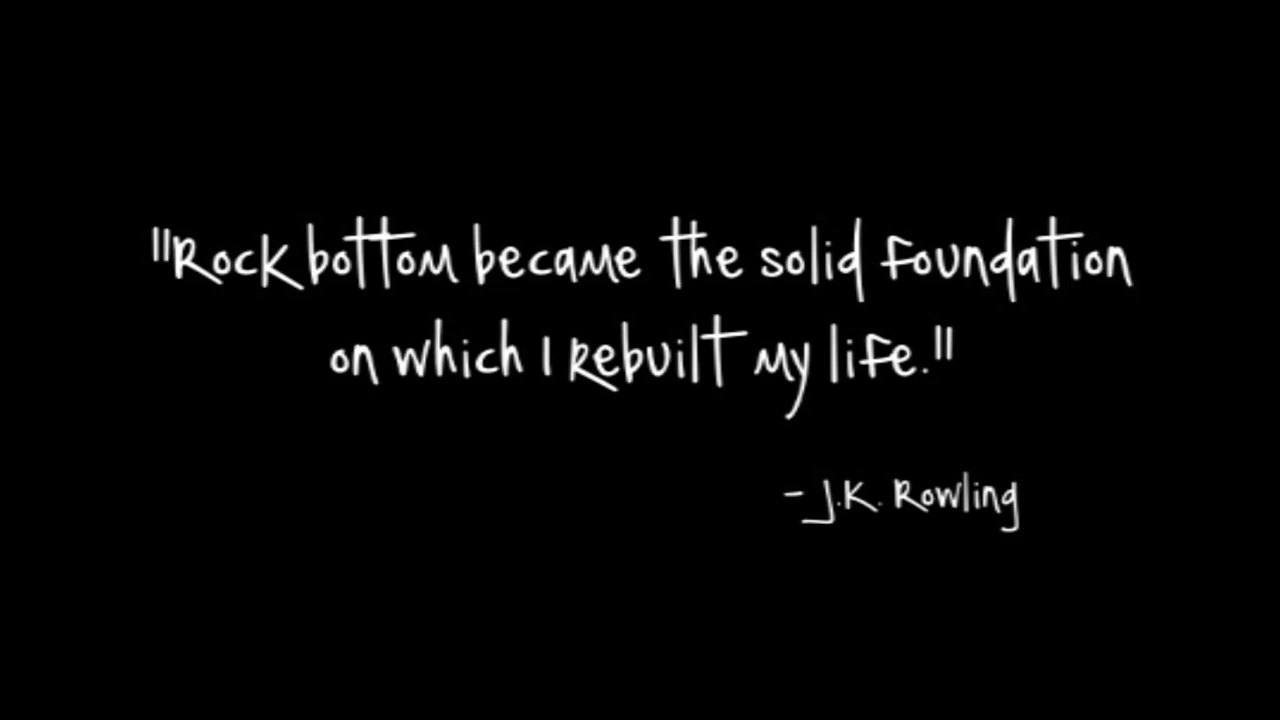 "Rock bottom became the solid foundation
on which I rebuilt my life."
- J.K. Rowling